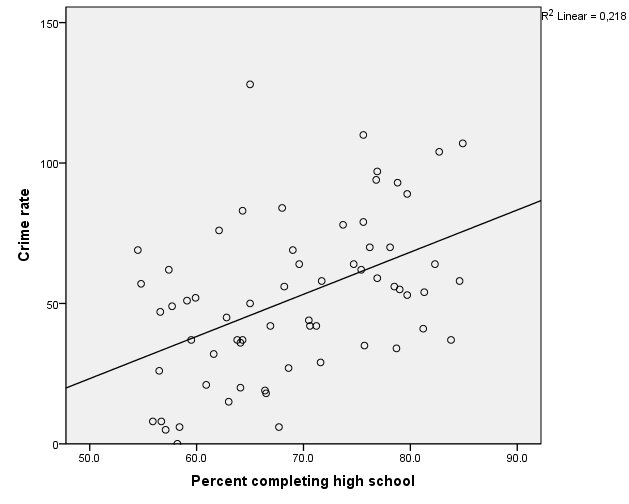 R² Linear = 0,218
150
100
50
0
Crime rate
50.0 60.0 70.0 80.0 90.0
Percent completing high school